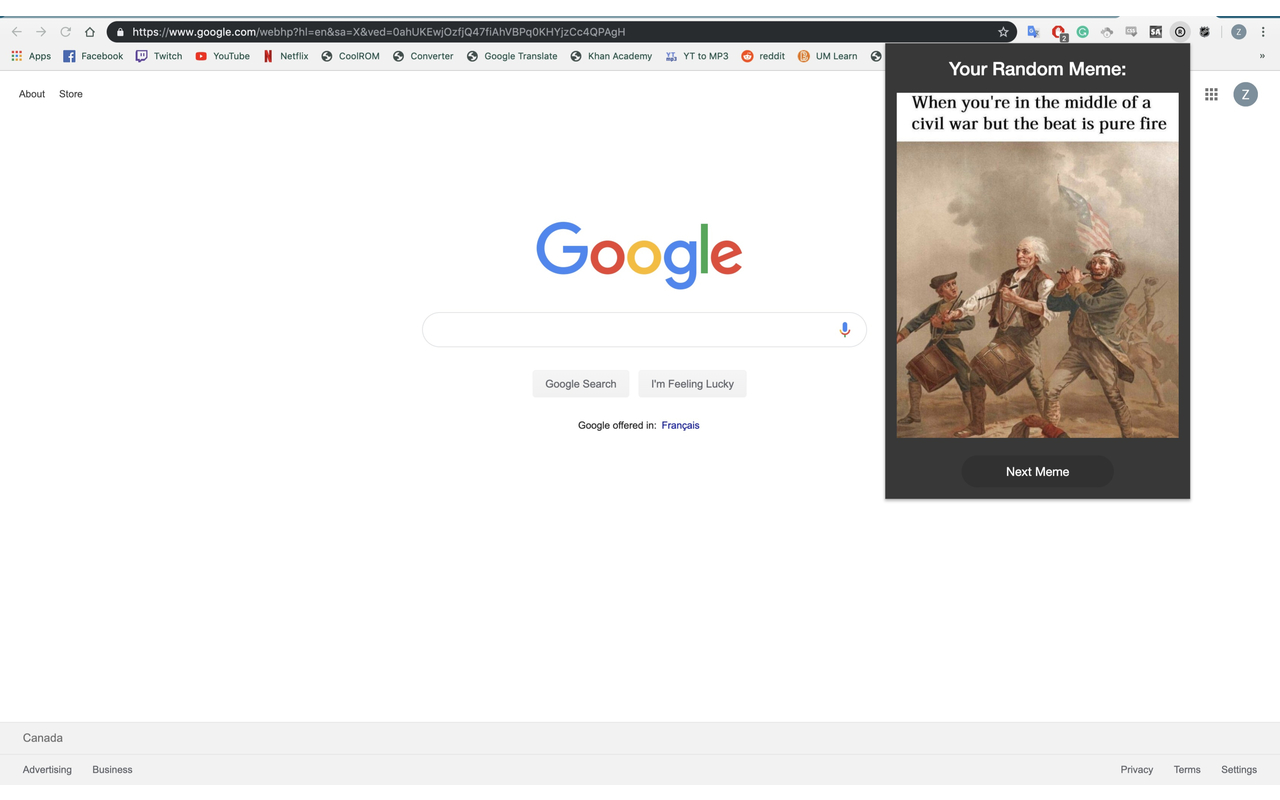 https://www.google.com/webhp?hl=en&sa=X&ved=0ahUKEwjOzfjQ47fiAhVBPq0KHYjzCc4QPAgH
2
Z
Apps Facebook Twitch YouTube Netflix CoolROM Converter Google Translate Khan Academy YT to MP3 reddit UM Learn »
About Store
Z
Your Random Meme:
When you're in the middle of a
civil war but the beat is pure fire
Next Meme
Google
Google Search I'm Feeling Lucky
Google offered in: Français
Canada
Advertising Business Privacy Terms Settings